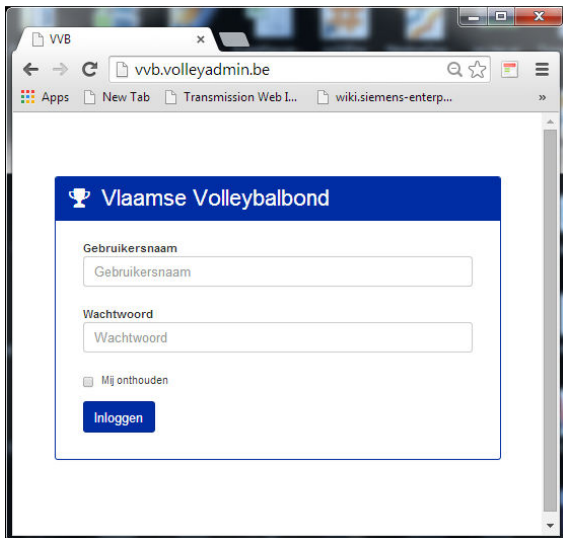 VVB
vvb.volleyadmin.be
Apps New Tab Transmission Web I... wiki.siemens-enterp... »
Vlaamse Volleybalbond
Gebruikersnaam
Gebruikersnaam
Wachtwoord
Wachtwoord
Mij onthouden
Inloggen